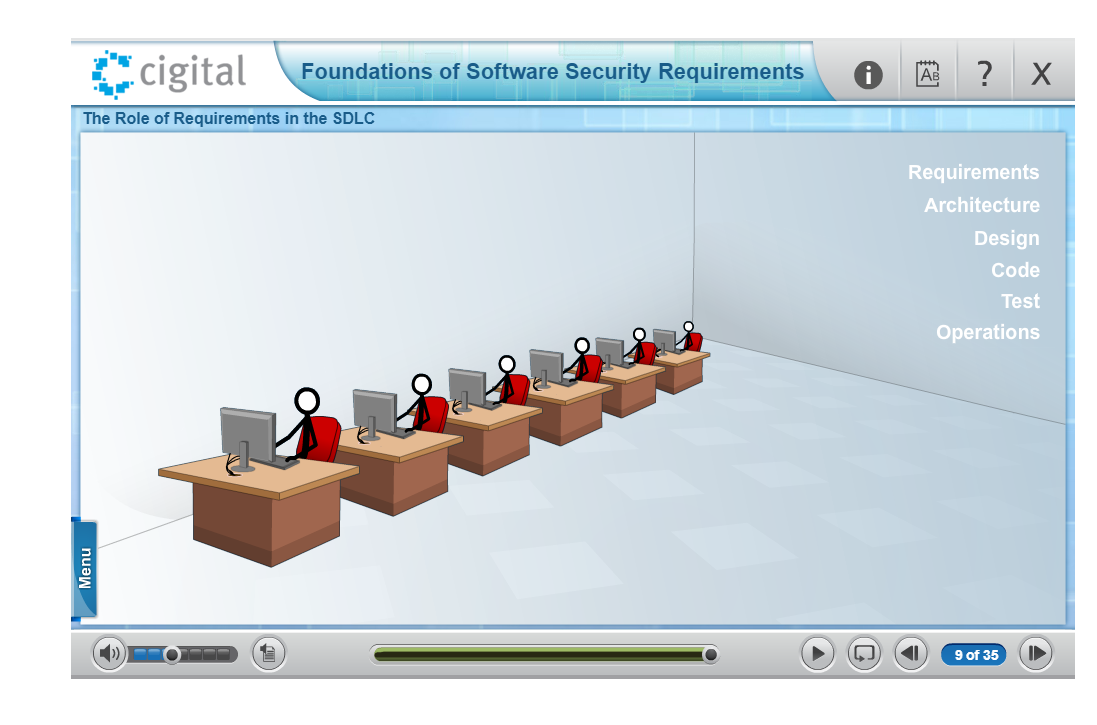 cigital
Foundations of Software Security Requirements
i
AB
?
X
The Role of Requirements in the SDLC
Requirements
Architecture
Design
Code
Test
Operations
Menu
9 of 35